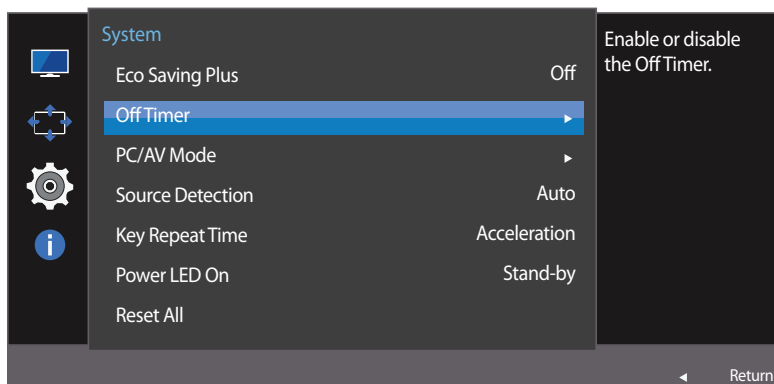 System
Eco Saving Plus Off
Off Timer ►
PC/AV Mode ►
Source Detection Auto
Key Repeat Time Acceleration
Power LED On Stand-by
Reset All
Enable or disable
the Off Timer.
◄ Return